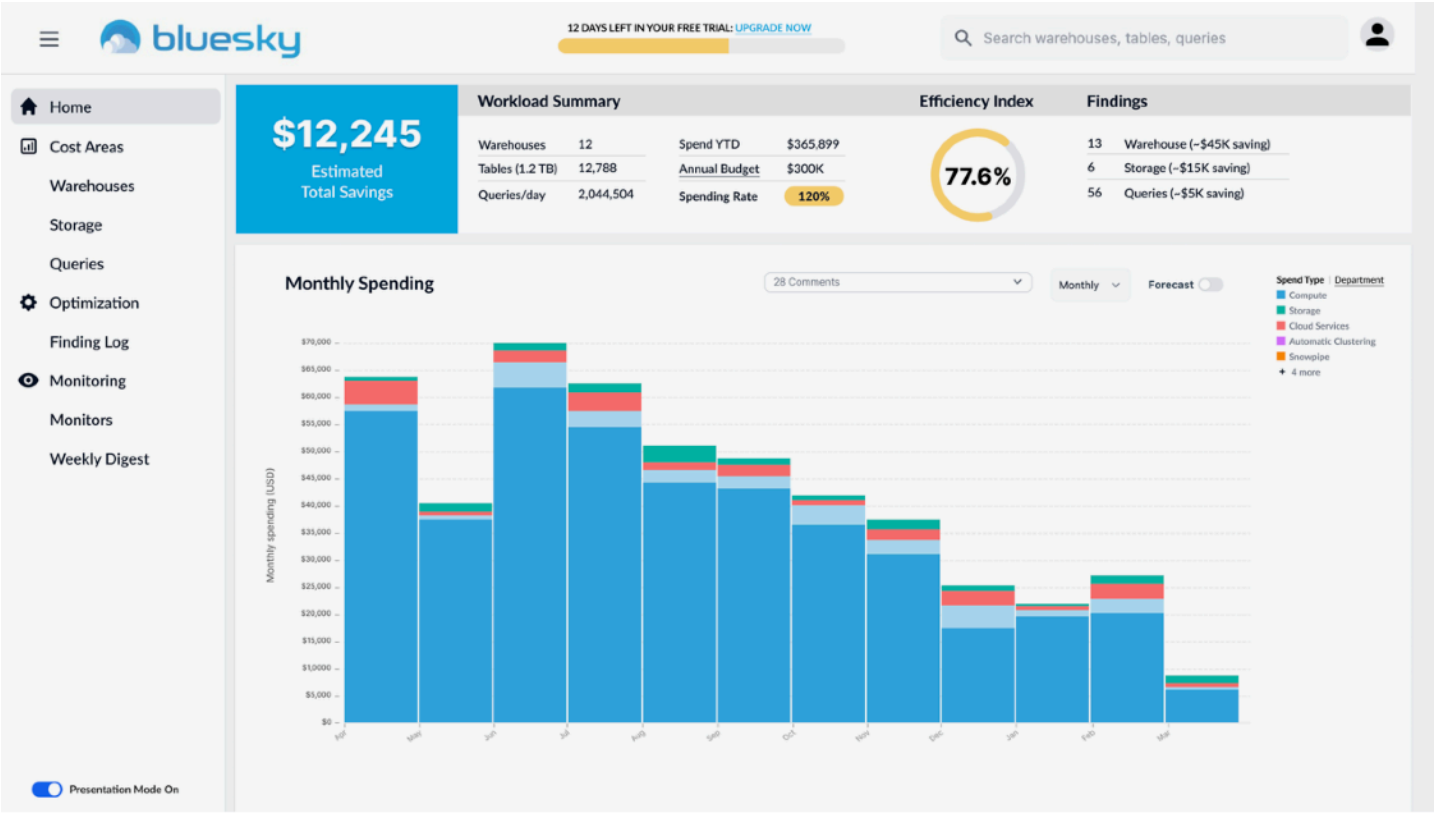 bluesky
12 DAYS LEFT IN YOUR FREE TRIAL: UPGRADE NOW
Search warehouses, tables, queries
Home
Cost Areas
Warehouses
Storage
Queries
Optimization
Finding Log
Monitoring
Monitors
Weekly Digest
Presentation Mode On
$12,245
Estimated
Total Savings
Workload Summary
Warehouses 12
Tables (1.2 TB) 12,788
Queries/day 2,044,504
Spend YTD $365,899
Annual Budget $300K
Spending Rate 120%
Efficiency Index
77.6%
Findings
13 Warehouse (~$45K saving)
6 Storage (~$15K saving)
56 Queries (~$5K saving)
Monthly Spending
28 Comments
Monthly
Forecast
Spend Type | Department
Compute
Storage
Cloud Services
Automatic Clustering
Snowpipe
+ 4 more
Monthly spending (USD)
$70,000
$65,000
$60,000
$55,000
$50,000
$45,000
$40,000
$35,000
$30,000
$25,000
$20,000
$15,000
$1,0000
$5,000
$0
Apr May Jun Jul Aug Sep Oct Nov Dec Jan Feb Mar